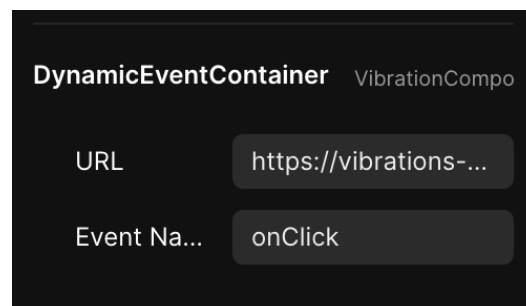 DynamicEventContainer VibrationCompo
URL https://vibrations-...
Event Na... onClick